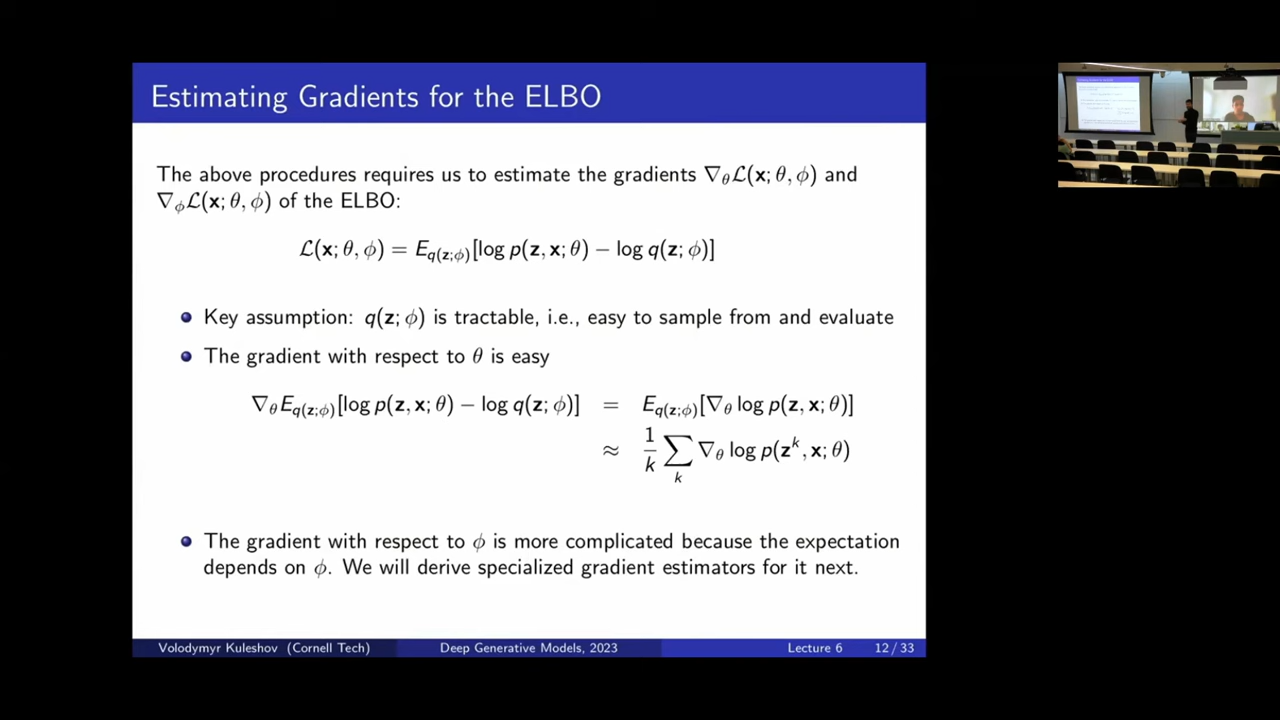 Estimating Gradients for the ELBO
The above procedures requires us to estimate the gradients ∇θℒ(x; θ, ϕ) and
∇ϕℒ(x; θ, ϕ) of the ELBO:
ℒ(x; θ, ϕ) = E_q(z;ϕ)[log p(z, x; θ) − log q(z; ϕ)]
• Key assumption: q(z; ϕ) is tractable, i.e., easy to sample from and evaluate
• The gradient with respect to θ is easy
∇θE_q(z;ϕ)[log p(z, x; θ) − log q(z; ϕ)] = E_q(z;ϕ)[∇θ log p(z, x; θ)]
≈ 1/k ∑_k ∇θ log p(z^k, x; θ)
• The gradient with respect to ϕ is more complicated because the expectation
depends on ϕ. We will derive specialized gradient estimators for it next.
Volodymyr Kuleshov (Cornell Tech) Deep Generative Models, 2023 Lecture 6 12 / 33